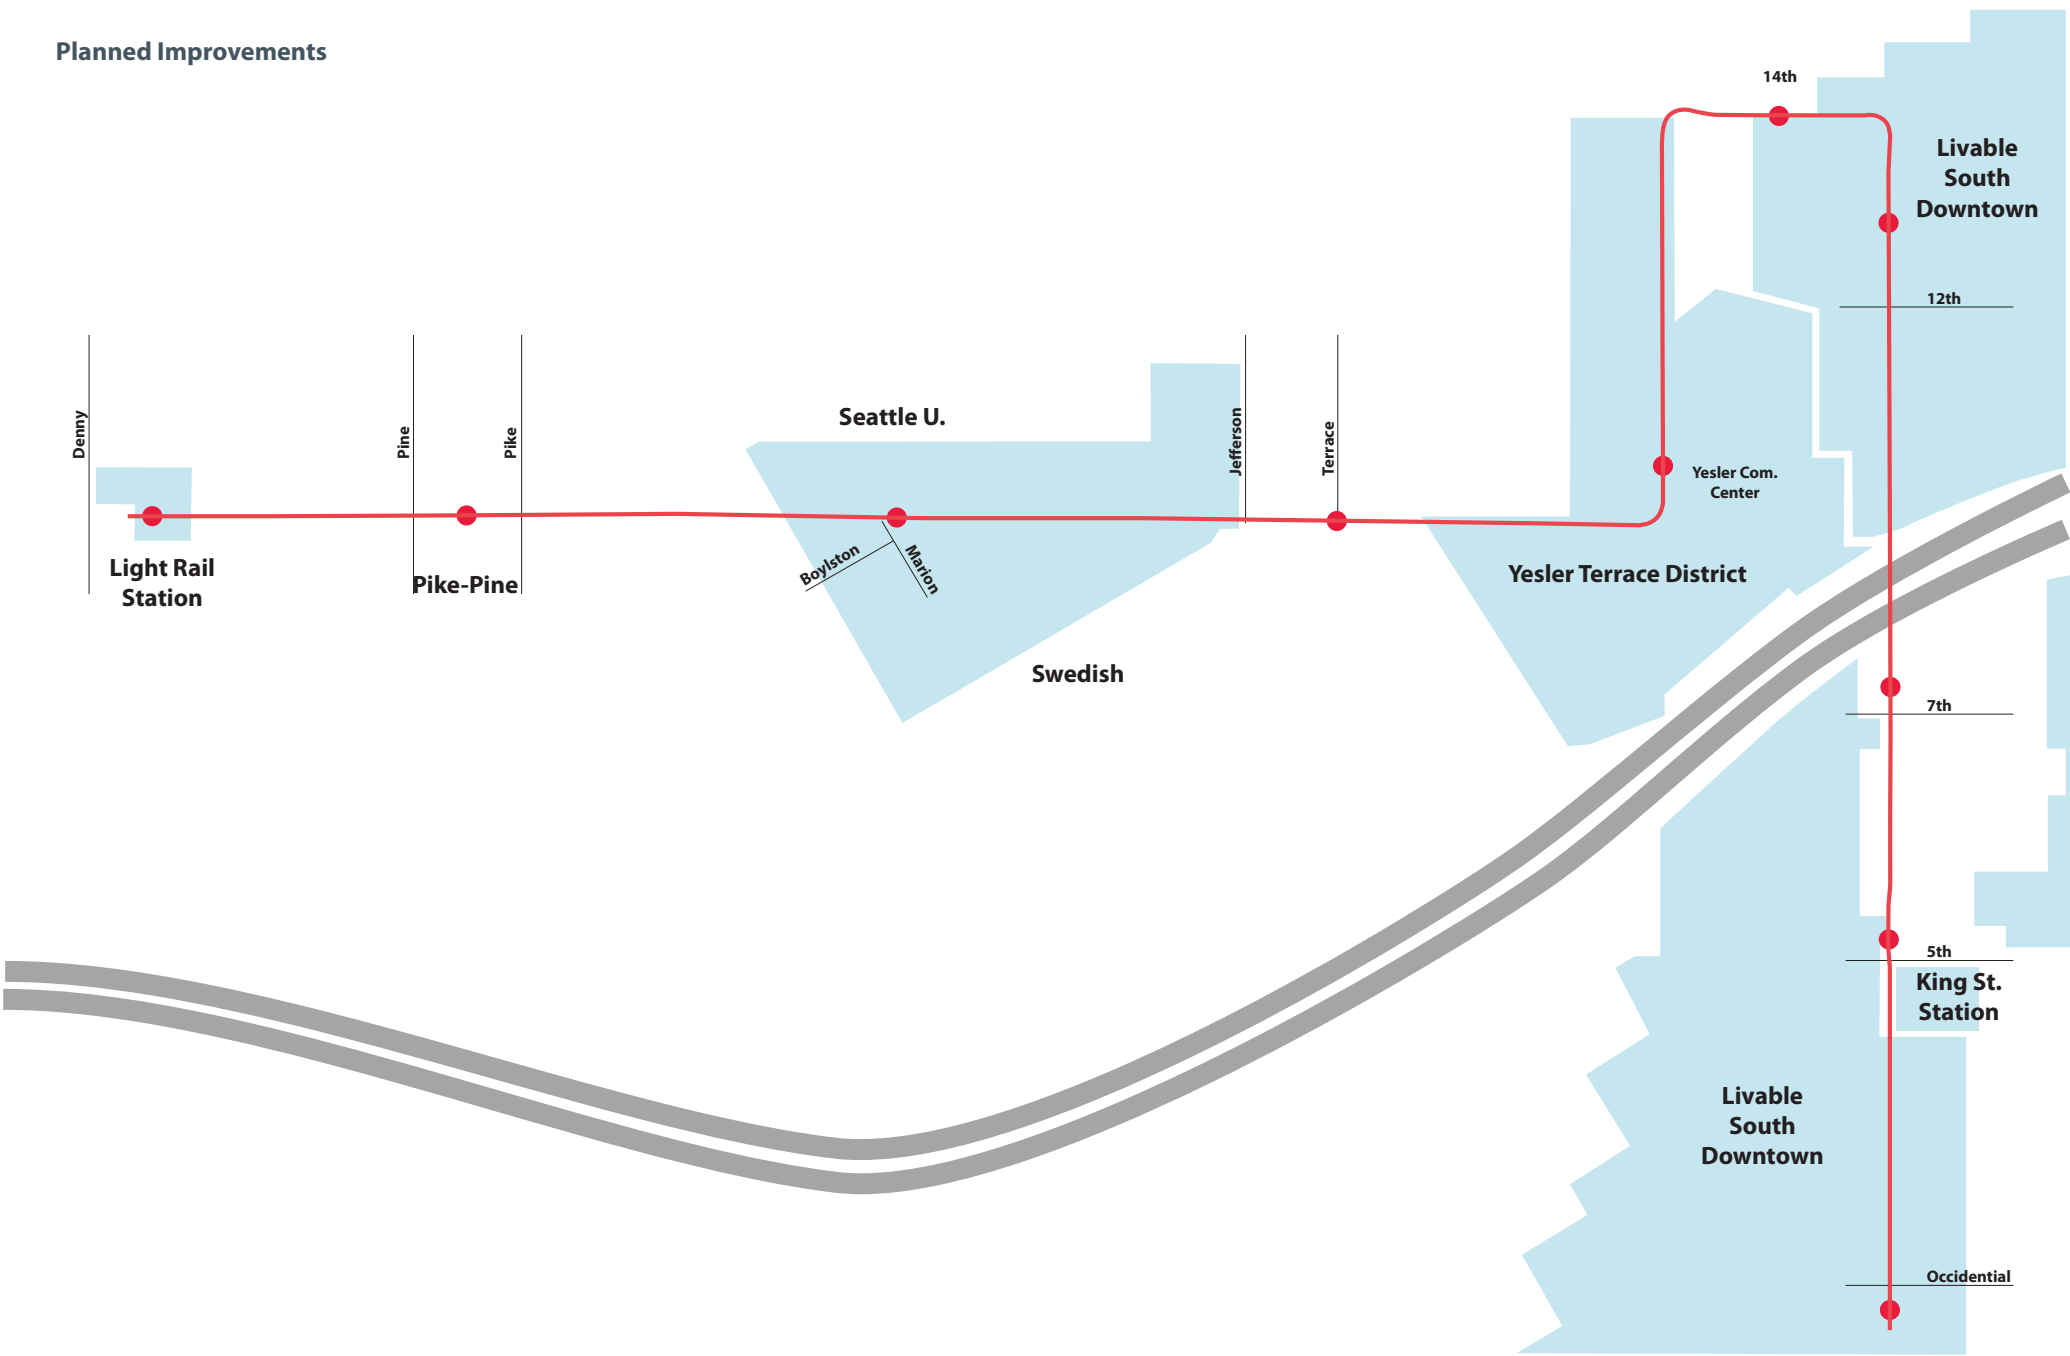 Planned Improvements
14th
Livable
South
Downtown
12th
Denny
Pine
Pike
Seattle U.
Jefferson
Terrace
Yesler Com.
Center
Light Rail
Station
Pike-Pine
Boylston
Marion
Yesler Terrace District
Swedish
7th
5th
King St.
Station
Livable
South
Downtown
Occidental